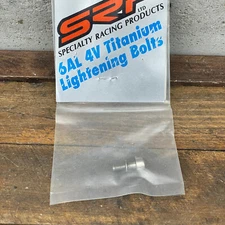 SRP LTD
SPECIALTY RACING PRODUCTS
6AL 4V Titanium
Lightening Bolts